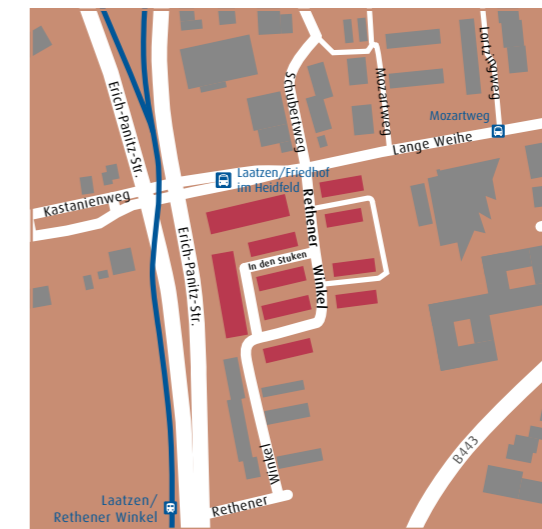 Lortzingweg
Mozartweg
Erich-Panitz-Str.
Schubertweg
Mozartweg
Lange Weihe
Laatzen/Friedhof
im Heidfeld
Kastanienweg
Rethener
Winkel
In den Stuken
Erich-Panitz-Str.
B443
Winkel
Rethener
Laatzen/
Rethener Winkel